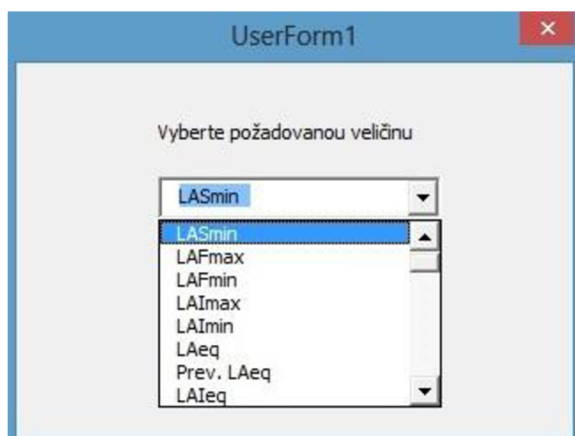 UserForm1
Vyberte požadovanou veličinu
LASmin
LASmin
LAFmax
LAFmin
LAImax
LAImin
LAeq
Prev. LAeq
LAIeq